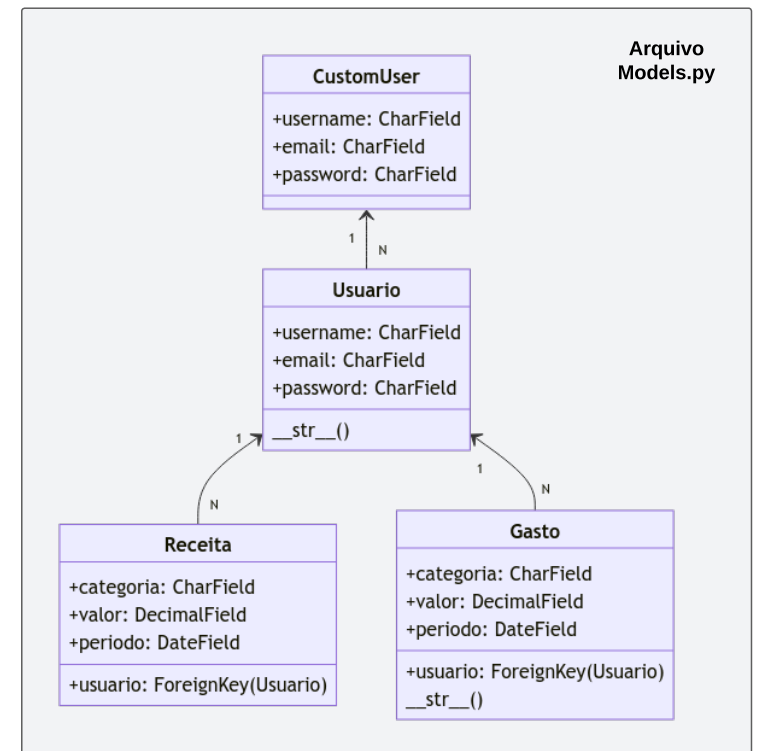 Arquivo
Models.py
CustomUser
+username: CharField
+email: CharField
+password: CharField
1
N
Usuario
+username: CharField
+email: CharField
+password: CharField
__str__()
1
N
1
N
Receita
+categoria: CharField
+valor: DecimalField
+periodo: DateField
+usuario: ForeignKey(Usuario)
Gasto
+categoria: CharField
+valor: DecimalField
+periodo: DateField
+usuario: ForeignKey(Usuario)
__str__()